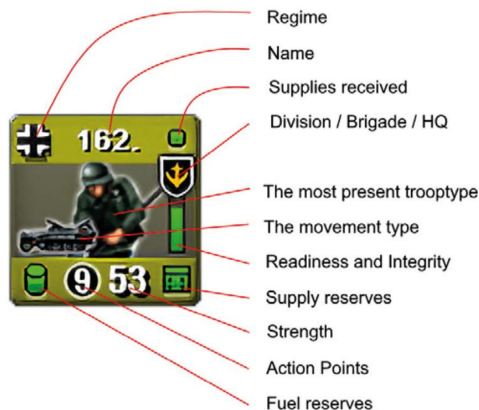 Regime
Name
Supplies received
Division / Brigade / HQ
162.
The most present trooptype
The movement type
Readiness and Integrity
Supply reserves
9 53
Strength
Action Points
Fuel reserves